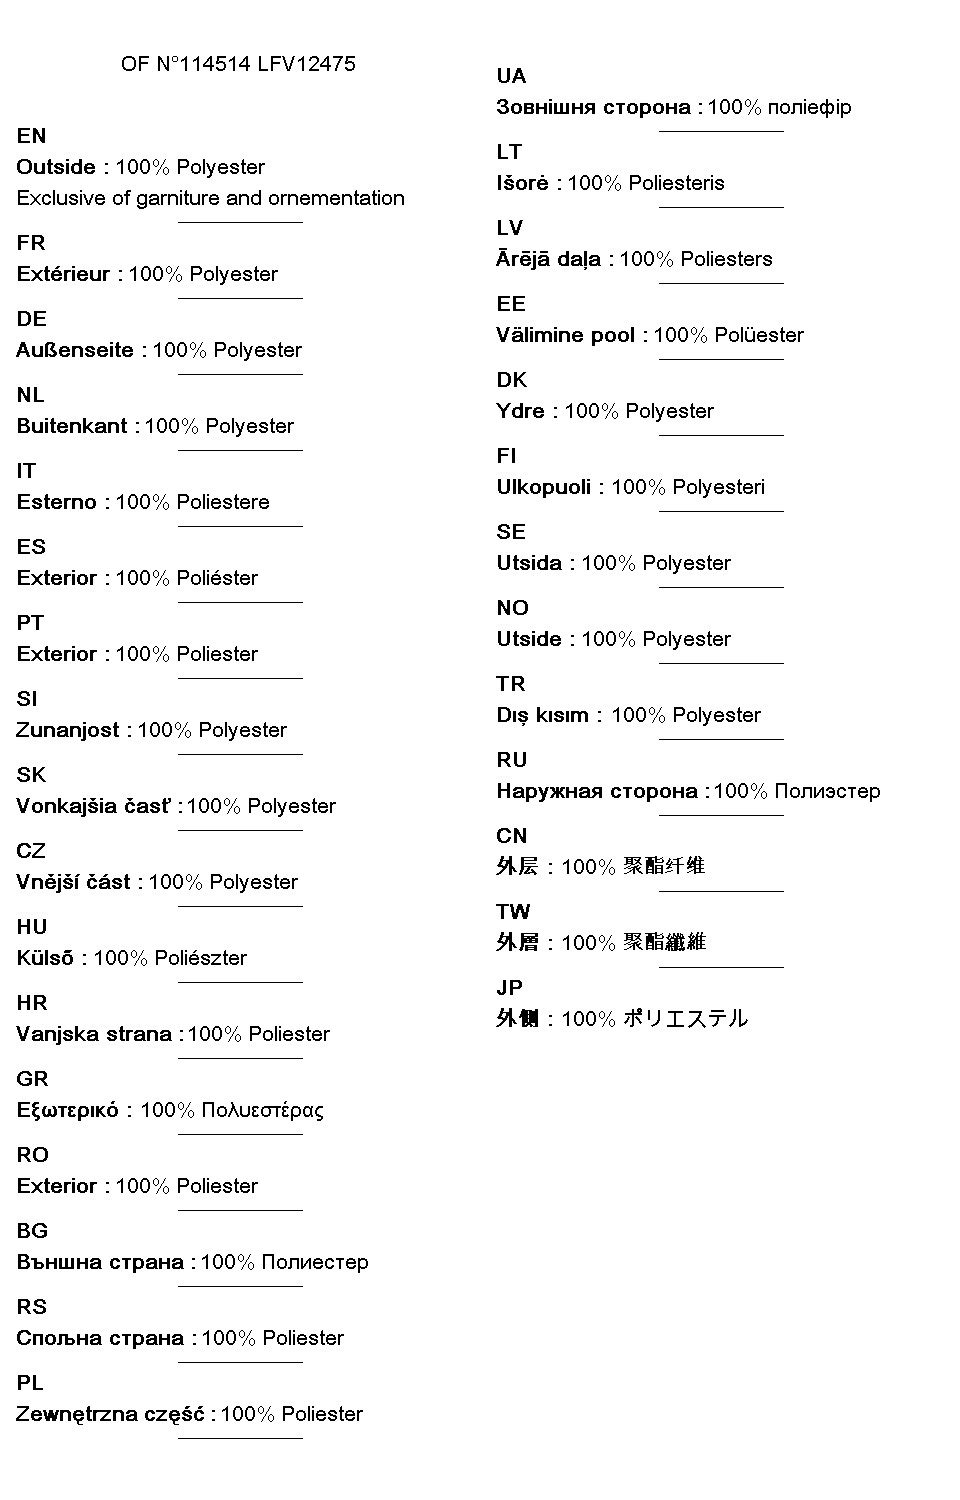 OF N°114514 LFV12475
EN
Outside : 100% Polyester
Exclusive of garniture and ornementation
FR
Extérieur : 100% Polyester
DE
Außenseite : 100% Polyester
NL
Buitenkant : 100% Polyester
IT
Esterno : 100% Poliestere
ES
Exterior : 100% Poliéster
PT
Exterior : 100% Poliester
SI
Zunanjost : 100% Polyester
SK
Vonkajšia časť : 100% Polyester
CZ
Vnější část : 100% Polyester
HU
Külső : 100% Poliészter
HR
Vanjska strana : 100% Poliester
GR
Εξωτερικό : 100% Πολυεστέρας
RO
Exterior : 100% Poliester
BG
Външна страна : 100% Полиестер
RS
Спољна страна : 100% Poliester
PL
Zewnętrzna część : 100% Poliester
UA
Зовнішня сторона : 100% поліефір
LT
Išorė : 100% Poliesteris
LV
Ārējā daļa : 100% Poliesters
EE
Välimine pool : 100% Polüester
DK
Ydre : 100% Polyester
FI
Ulkopuoli : 100% Polyesteri
SE
Utsida : 100% Polyester
NO
Utside : 100% Polyester
TR
Dış kısım : 100% Polyester
RU
Наружная сторона : 100% Полиэстер
CN
外层 : 100% 聚酯纤维
TW
外層 : 100% 聚酯纖維
JP
外側 : 100% ポリエステル